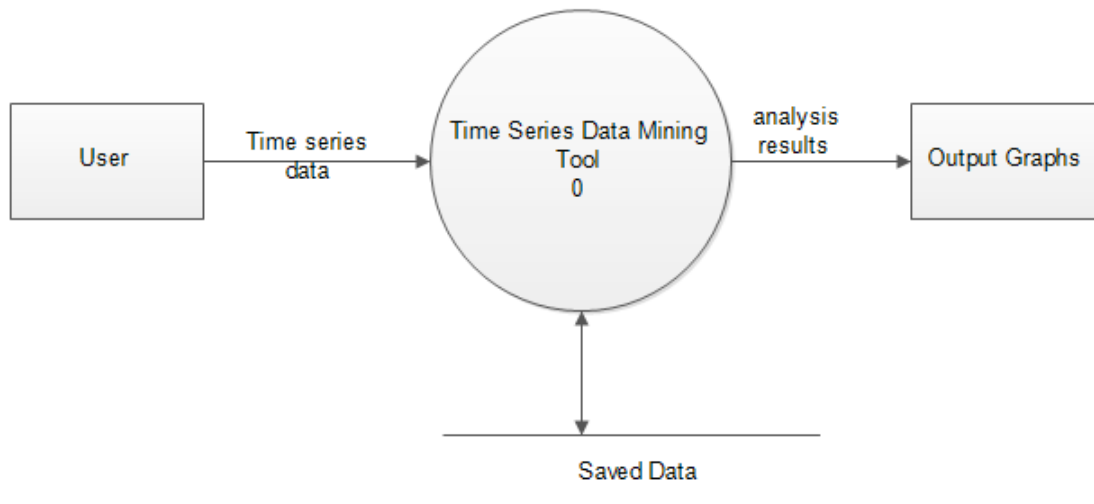 User
Time series
data
Time Series Data Mining
Tool
0
analysis
results
Output Graphs
Saved Data